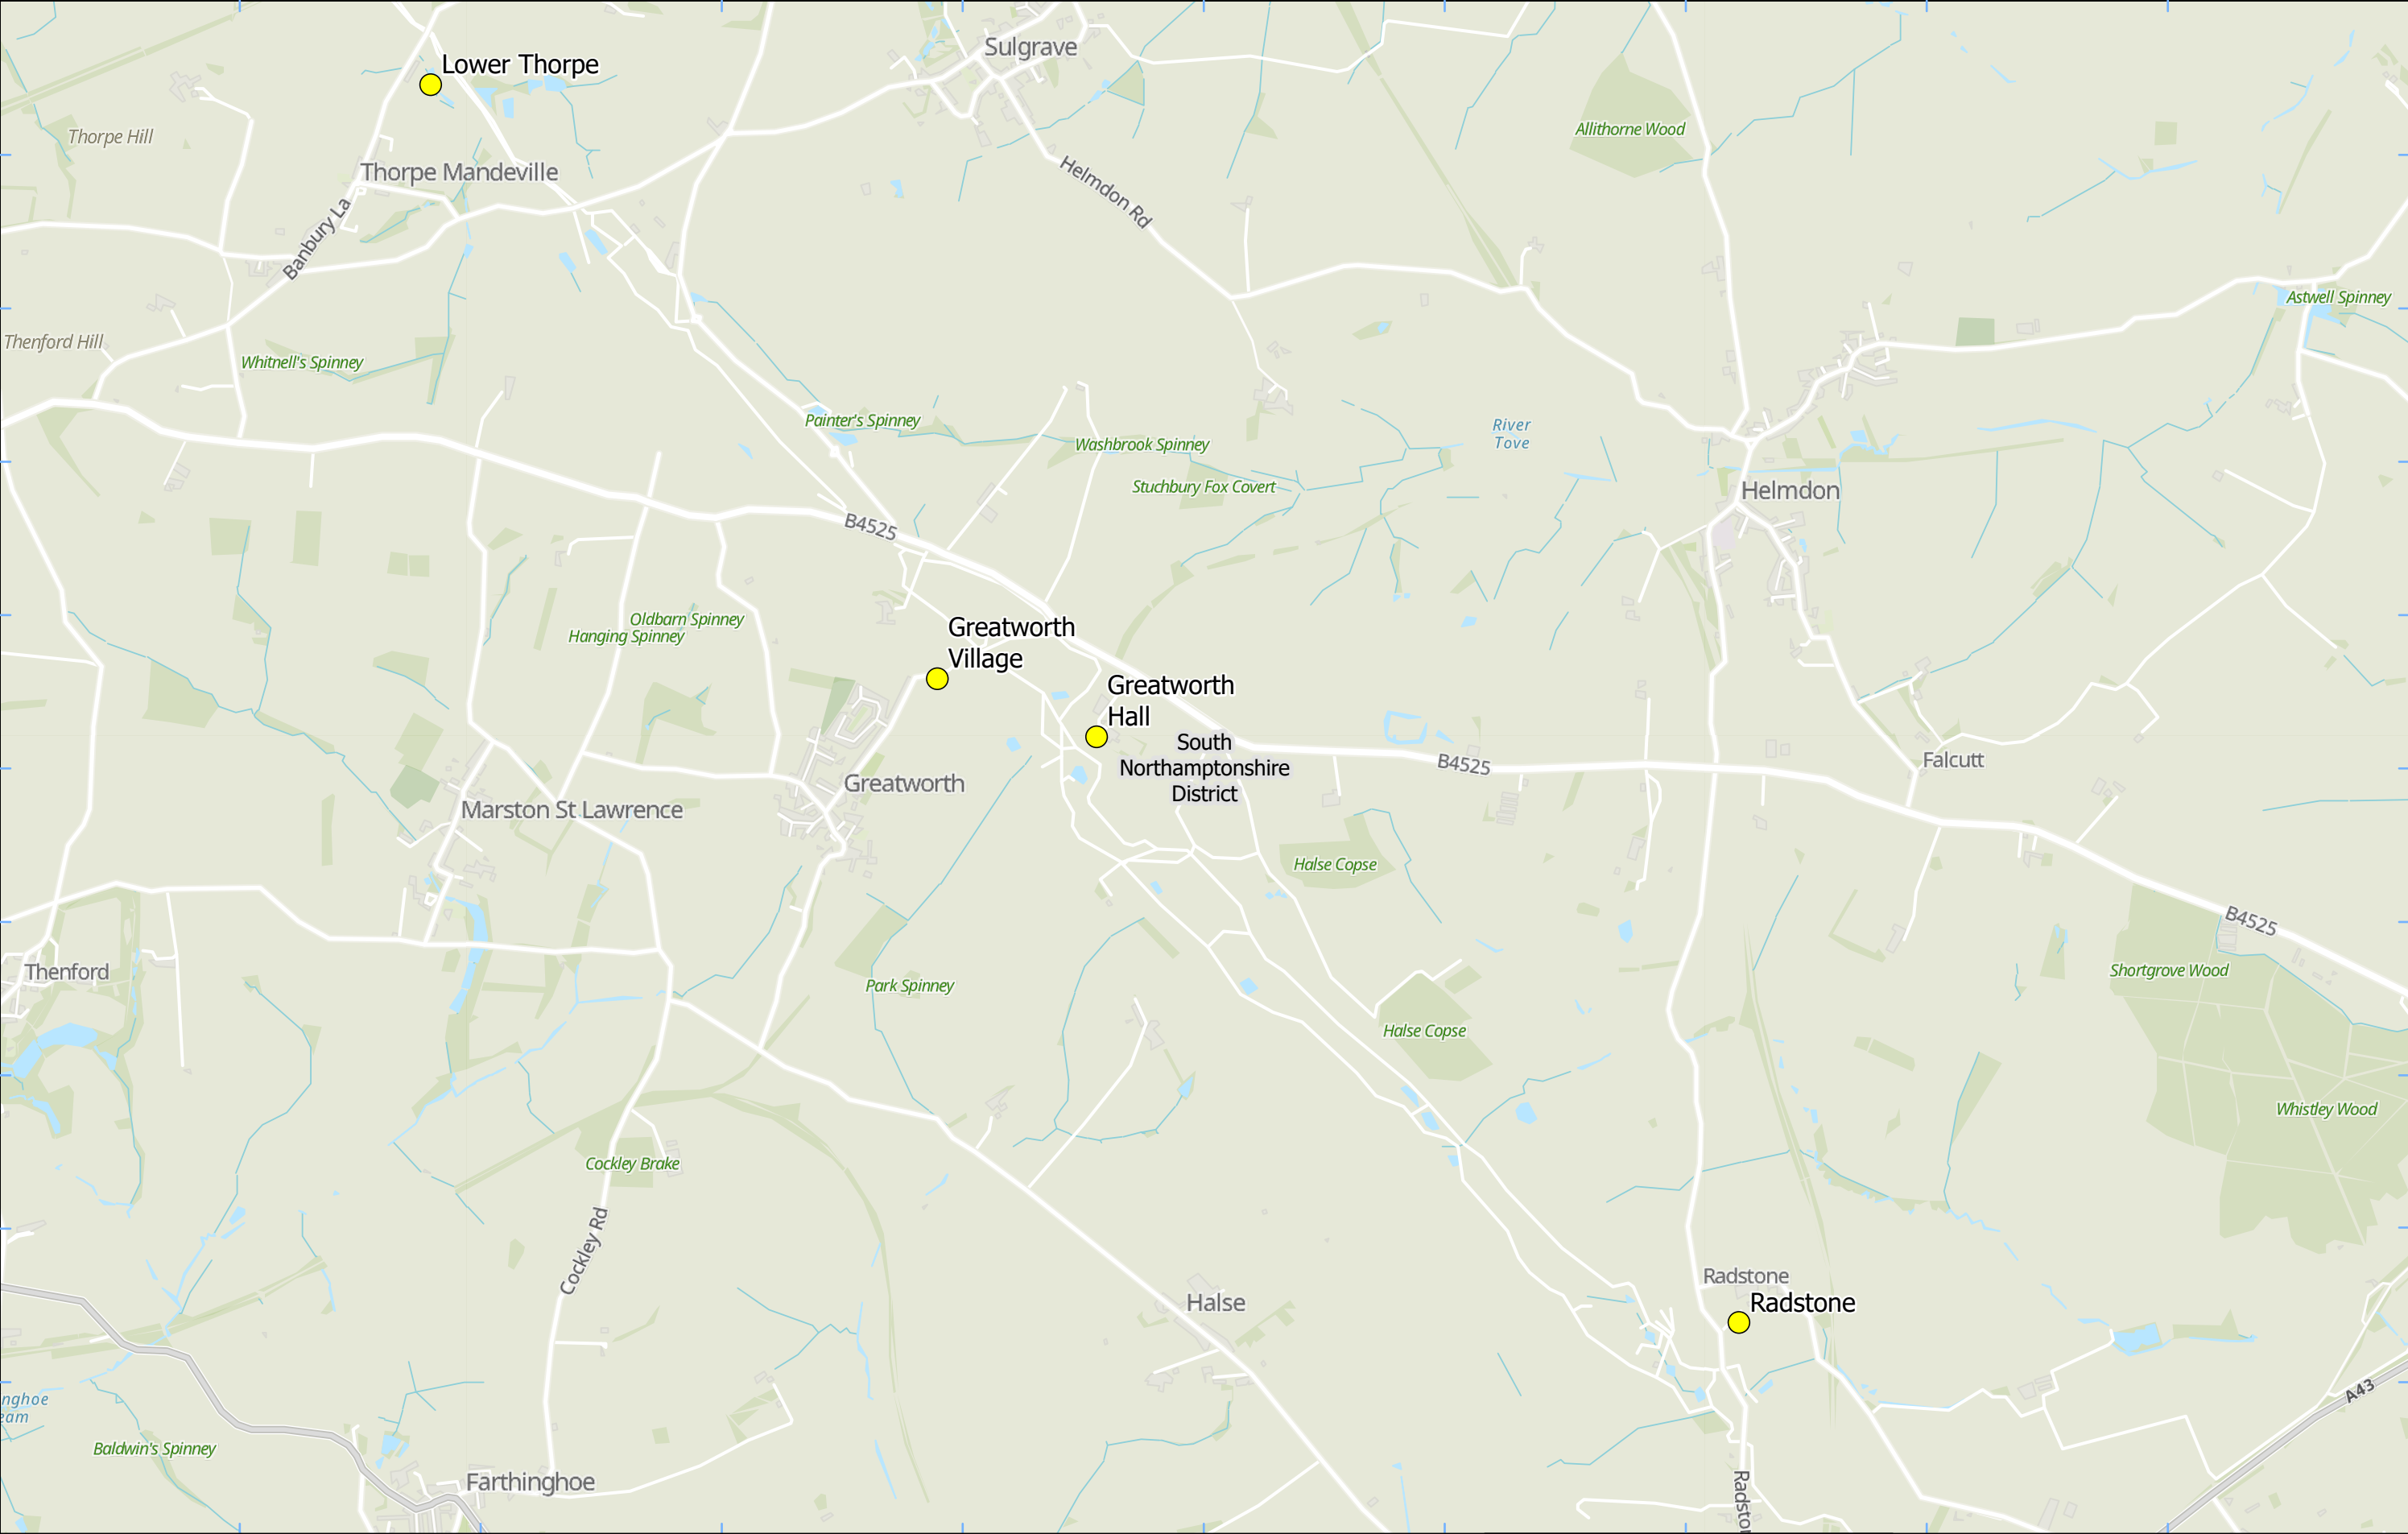 Sulgrave
Lower Thorpe
Thorpe Hill
Allithorne Wood
Thorpe Mandeville
Helmdon Rd
Banbury La
Astwell Spinney
Thenford Hill
Whitnell's Spinney
Painter's Spinney
River
Tove
Washbrook Spinney
Stuchbury Fox Covert
Helmdon
B4525
Oldbarn Spinney
Hanging Spinney
Greatworth
Village
Greatworth
Hall
South
Northamptonshire
District
B4525
Falcutt
Greatworth
Marston St Lawrence
Halse Copse
B4525
Thenford
Shortgrove Wood
Park Spinney
Halse Copse
Whistley Wood
Cockley Brake
Cockley Rd
Radstone
Radstone
Halse
A43
nghoe
eam
Baldwin's Spinney
Farthinghoe
Radsto